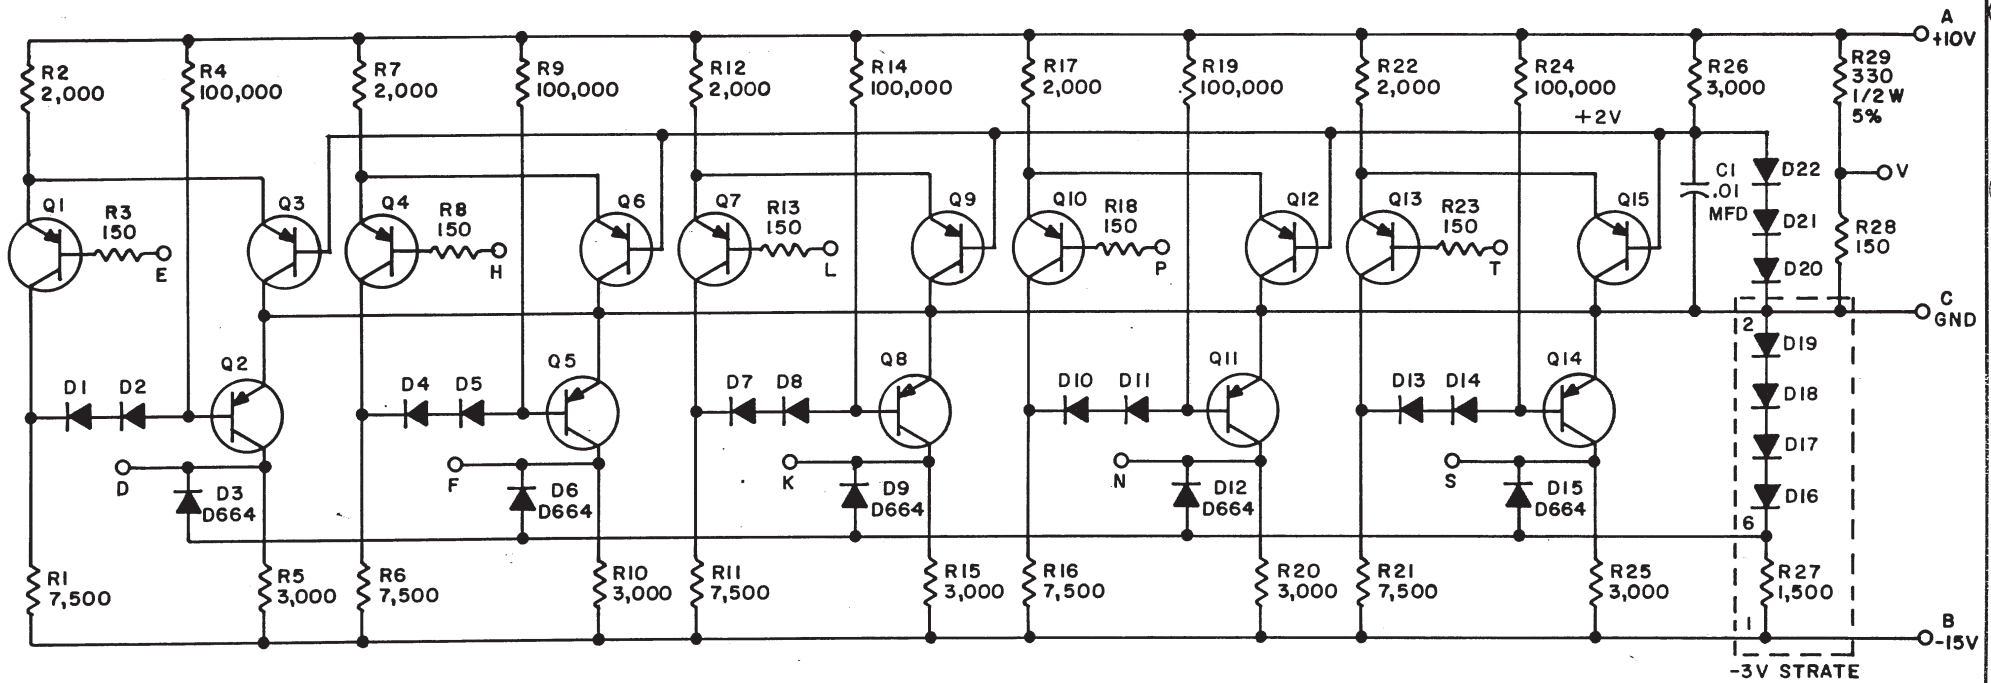 A
+10V
R2
2,000
R4
100,000
R7
2,000
R9
100,000
R12
2,000
R14
100,000
R17
2,000
R19
100,000
R22
2,000
R24
100,000
R26
3,000
R29
330
1/2 W
5%
+2V
Q1
R3
150
E
Q3
Q4
R8
150
H
Q6
Q7
R13
150
L
Q9
Q10
R18
150
P
Q12
Q13
R23
150
T
Q15
C1
.01
MFD
D22
D21
D20
V
R28
150
C
GND
D1
D2
Q2
D4
D5
Q5
D7
D8
Q8
D10
D11
Q11
D13
D14
Q14
2
D19
D18
D17
D16
6
D
D3
D664
F
D6
D664
K
D9
D664
N
D12
D664
S
D15
D664
R1
7,500
R5
3,000
R6
7,500
R10
3,000
R11
7,500
R15
3,000
R16
7,500
R20
3,000
R21
7,500
R25
3,000
R27
1,500
1
B
-15V
-3V STRATE